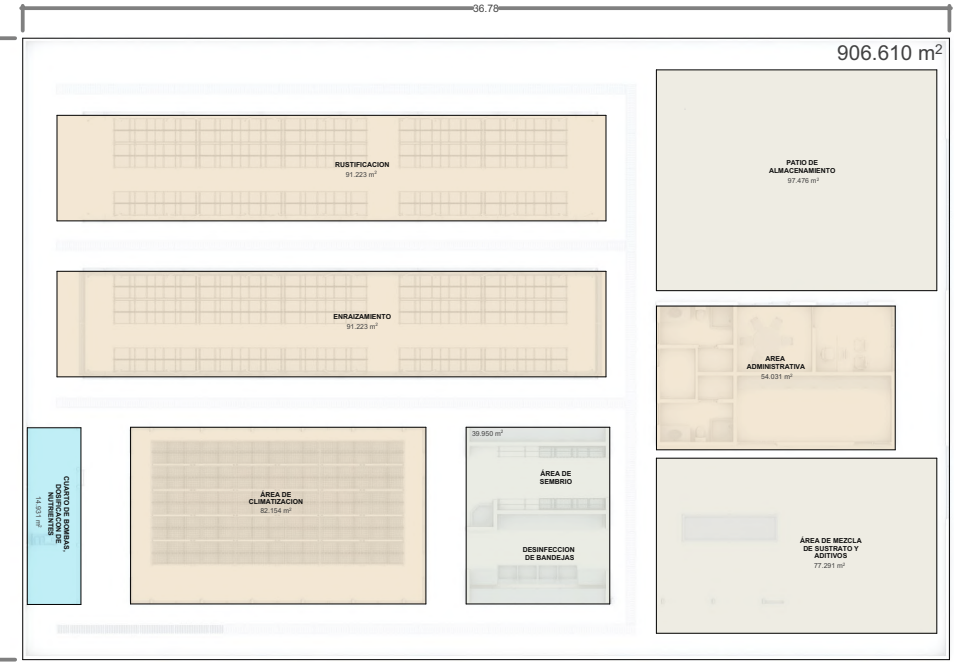 36.78
906.610 m²
RUSTIFICACION
91.223 m²
PATIO DE
ALMACENAMIENTO
97.476 m²
ENRAIZAMIENTO
91.223 m²
AREA
ADMINISTRATIVA
54.031 m²
CUARTO DE BOMBAS,
DOSIFICACON DE
NUTRIENTES
14.931 m²
ÁREA DE
CLIMATIZACION
82.154 m²
39.950 m²
ÁREA DE
SEMBRIO
DESINFECCION
DE BANDEJAS
ÁREA DE MEZCLA
DE SUSTRATO Y
ADITIVOS
77.291 m²